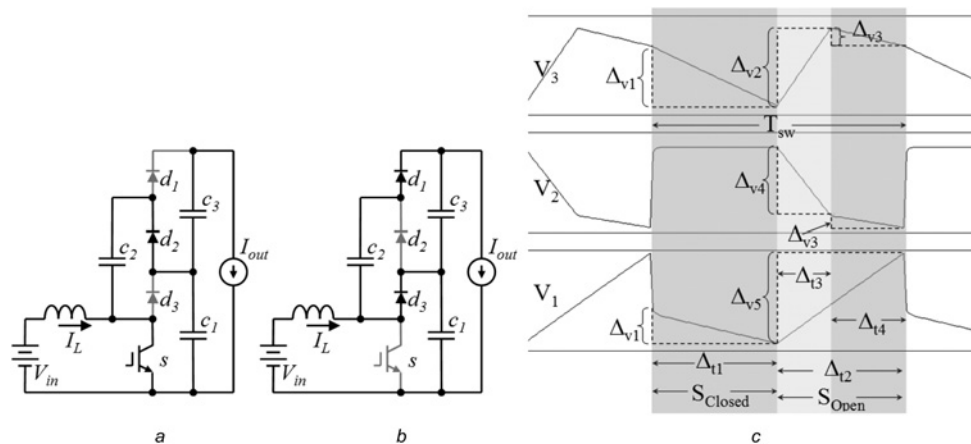 d1
c3
d2
c2
Iout
d3
c1
IL
s
Vin
a
d1
c3
d2
c2
Iout
d3
c1
IL
s
Vin
b
V3
Δv1
Δv2
Δv3
Tsw
V2
Δv4
Δv3
V1
Δv1
Δv5
Δt3
Δt4
Δt1
Δt2
SClosed
SOpen
c